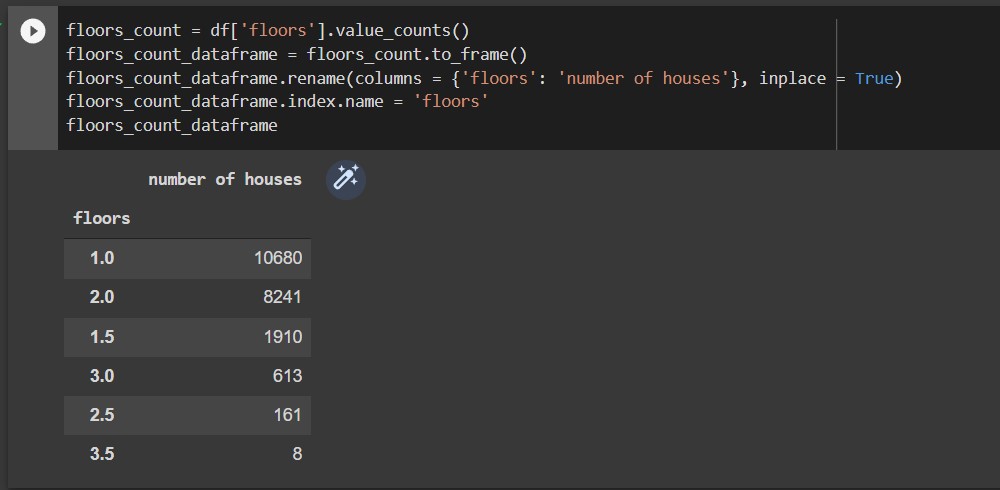 floors_count = df['floors'].value_counts()
floors_count_dataframe = floors_count.to_frame()
floors_count_dataframe.rename(columns = {'floors': 'number of houses'}, inplace = True)
floors_count_dataframe.index.name = 'floors'
floors_count_dataframe
number of houses
floors
1.0 10680
2.0 8241
1.5 1910
3.0 613
2.5 161
3.5 8